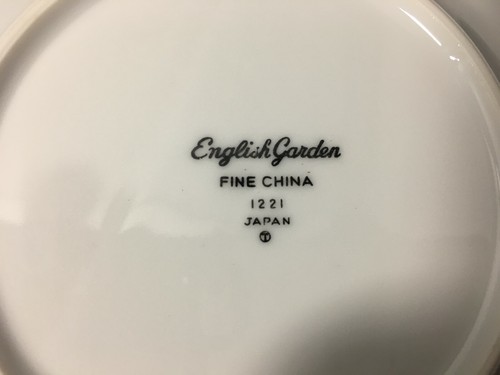 English Garden
FINE CHINA
1221
JAPAN